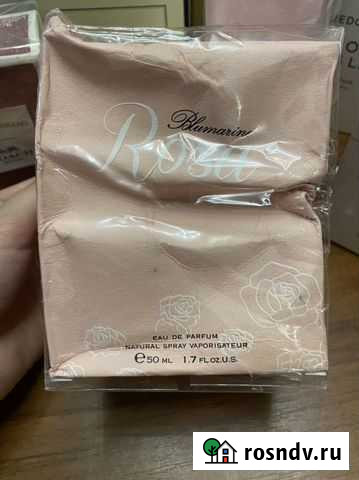 Blumarine
Rosa
EAU DE PARFUM
NATURAL SPRAY VAPORISATEUR
℮50 ML 1.7 FL.OZ.U.S.
rosndv.ru